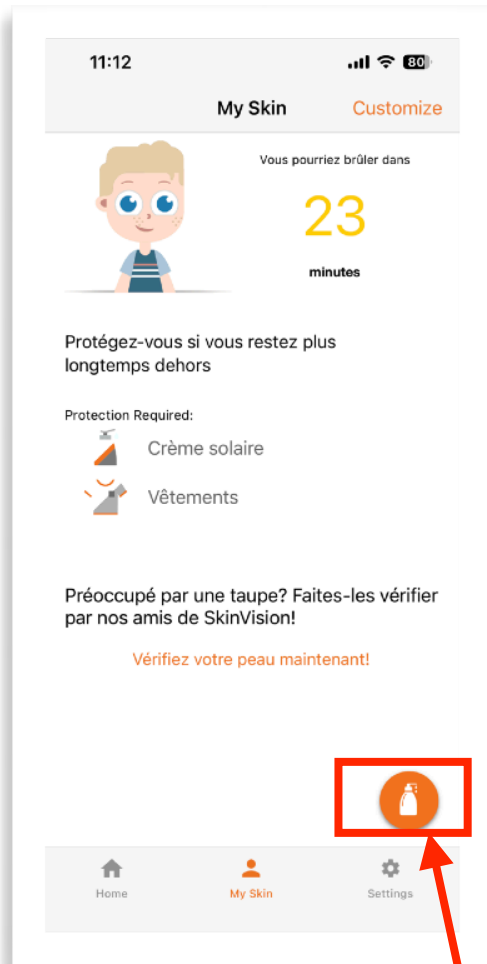 11:12
80
My Skin
Customize
Vous pourriez brûler dans
23
minutes
Protégez-vous si vous restez plus
longtemps dehors
Protection Required:
Crème solaire
Vêtements
Préoccupé par une taupe? Faites-les vérifier
par nos amis de SkinVision!
Vérifiez votre peau maintenant!
Home
My Skin
Settings